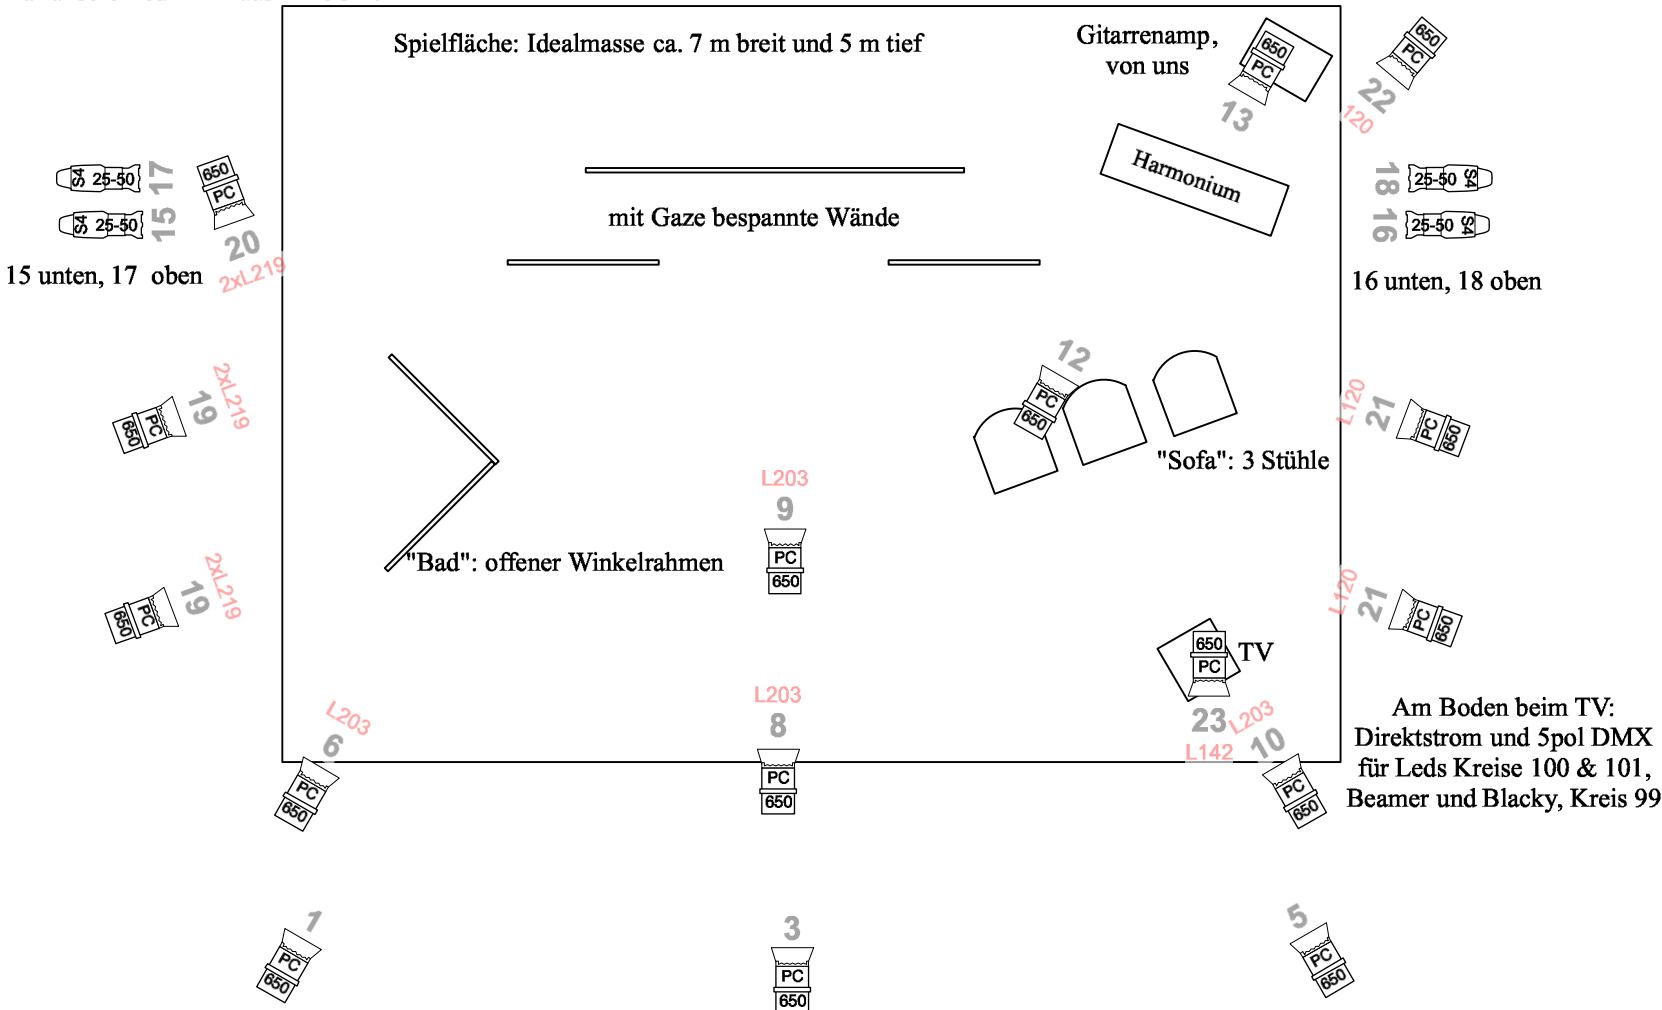 Spielfläche: Idealmasse ca. 7 m breit und 5 m tief
Gitarrenamp,
von uns
650
PC
13
650
PC
22
120
Harmonium
S4 25-50 17
S4 25-50 15
650
PC
20
2xL219
15 unten, 17 oben
mit Gaze bespannte Wände
18 25-50 S4
16 25-50 S4
16 unten, 18 oben
650 PC 19 2xL219
12
PC
650
"Sofa": 3 Stühle
L120 21 PC 650
L203
9
PC
650
"Bad": offener Winkelrahmen
650 PC 19 2xL219
L120 21 PC 650
650
PC
TV
23
L142
L203
6
PC
650
L203
8
PC
650
L203
10
PC
650
Am Boden beim TV:
Direktstrom und 5pol DMX
für Leds Kreise 100 & 101,
Beamer und Blacky, Kreis 99
1
PC
650
3
PC
650
5
PC
650